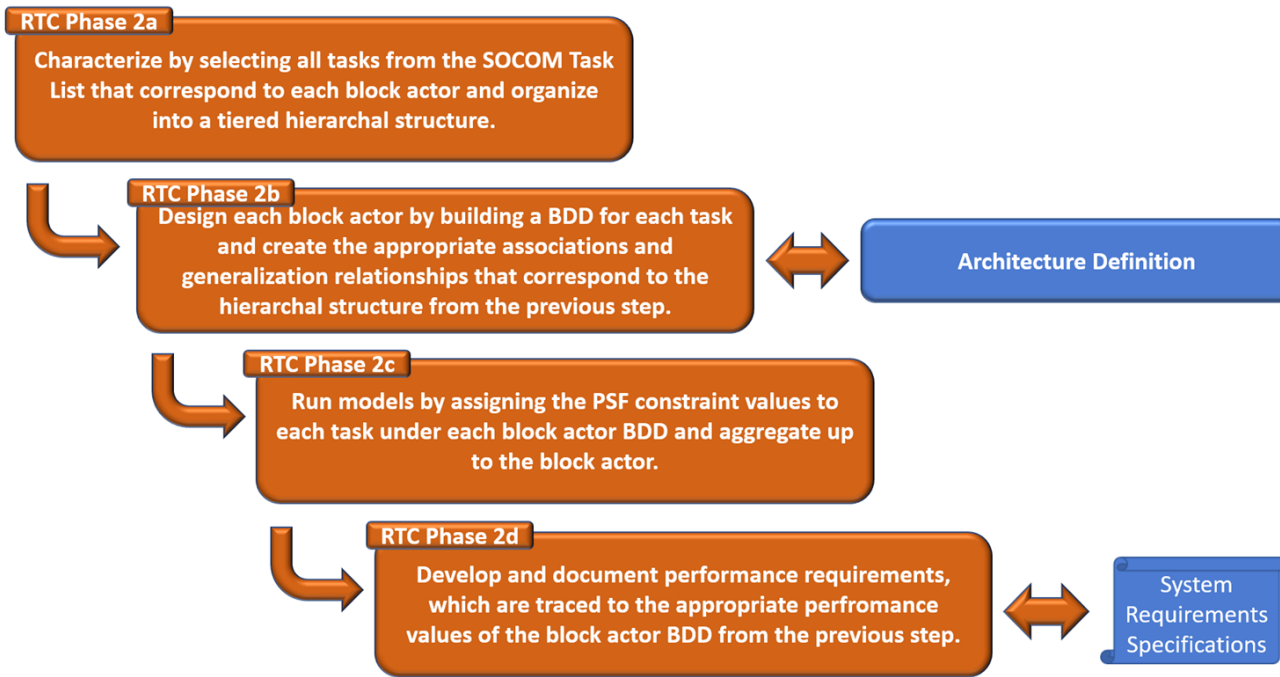 RTC Phase 2a
Characterize by selecting all tasks from the SOCOM Task
List that correspond to each block actor and organize
into a tiered hierarchal structure.
RTC Phase 2b
Design each block actor by building a BDD for each task
and create the appropriate associations and
generalization relationships that correspond to the
hierarchal structure from the previous step.
Architecture Definition
RTC Phase 2c
Run models by assigning the PSF constraint values to
each task under each block actor BDD and aggregate up
to the block actor.
RTC Phase 2d
Develop and document performance requirements,
which are traced to the appropriate perfromance
values of the block actor BDD from the previous step.
System
Requirements
Specifications